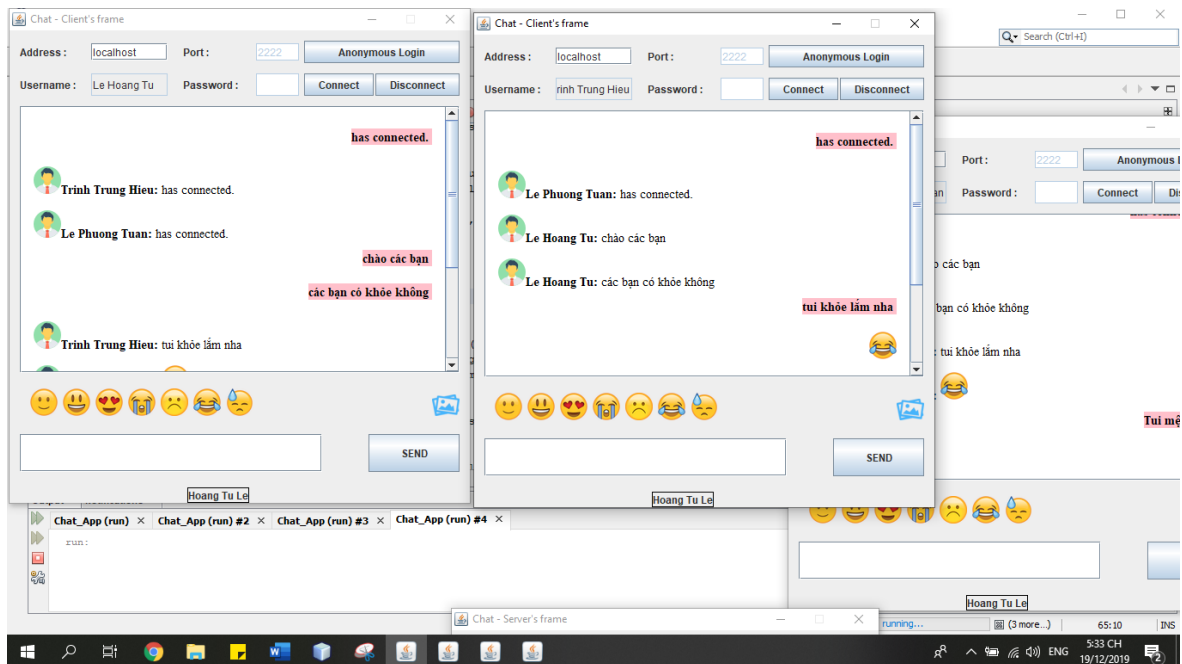 Chat - Client's frame
Address : localhost Port : 2222 Anonymous Login
Username : Le Hoang Tu Password : Connect Disconnect
has connected.
Trinh Trung Hieu: has connected.
Le Phuong Tuan: has connected.
chào các bạn
các bạn có khỏe không
Trinh Trung Hieu: tui khỏe lắm nha
SEND
Hoang Tu Le
Chat - Client's frame
Address : localhost Port : 2222 Anonymous Login
Username : rinh Trung Hieu Password : Connect Disconnect
has connected.
Le Phuong Tuan: has connected.
Le Hoang Tu: chào các bạn
Le Hoang Tu: các bạn có khỏe không
tui khỏe lắm nha
SEND
Hoang Tu Le
Search (Ctrl+I)
Port : 2222 Anonymous
an Password : Connect Di
các bạn
bạn có khỏe không
: tui khỏe lắm nha
Tui mệ
Hoang Tu Le
Chat_App (run) Chat_App (run) #2 Chat_App (run) #3 Chat_App (run) #4
run:
Chat - Server's frame
running... (3 more...) 65:10 INS
ENG 5:33 CH
19/12/2019 2